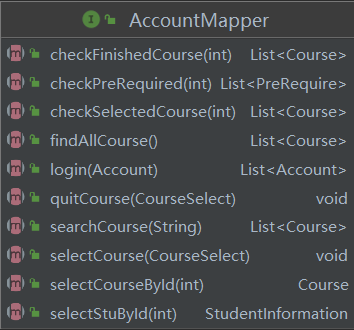 I AccountMapper
m checkFinishedCourse(int) List<Course>
m checkPreRequired(int) List<PreRequire>
m checkSelectedCourse(int) List<Course>
m findAllCourse() List<Course>
m login(Account) List<Account>
m quitCourse(CourseSelect) void
m searchCourse(String) List<Course>
m selectCourse(CourseSelect) void
m selectCourseById(int) Course
m selectStuById(int) StudentInformation